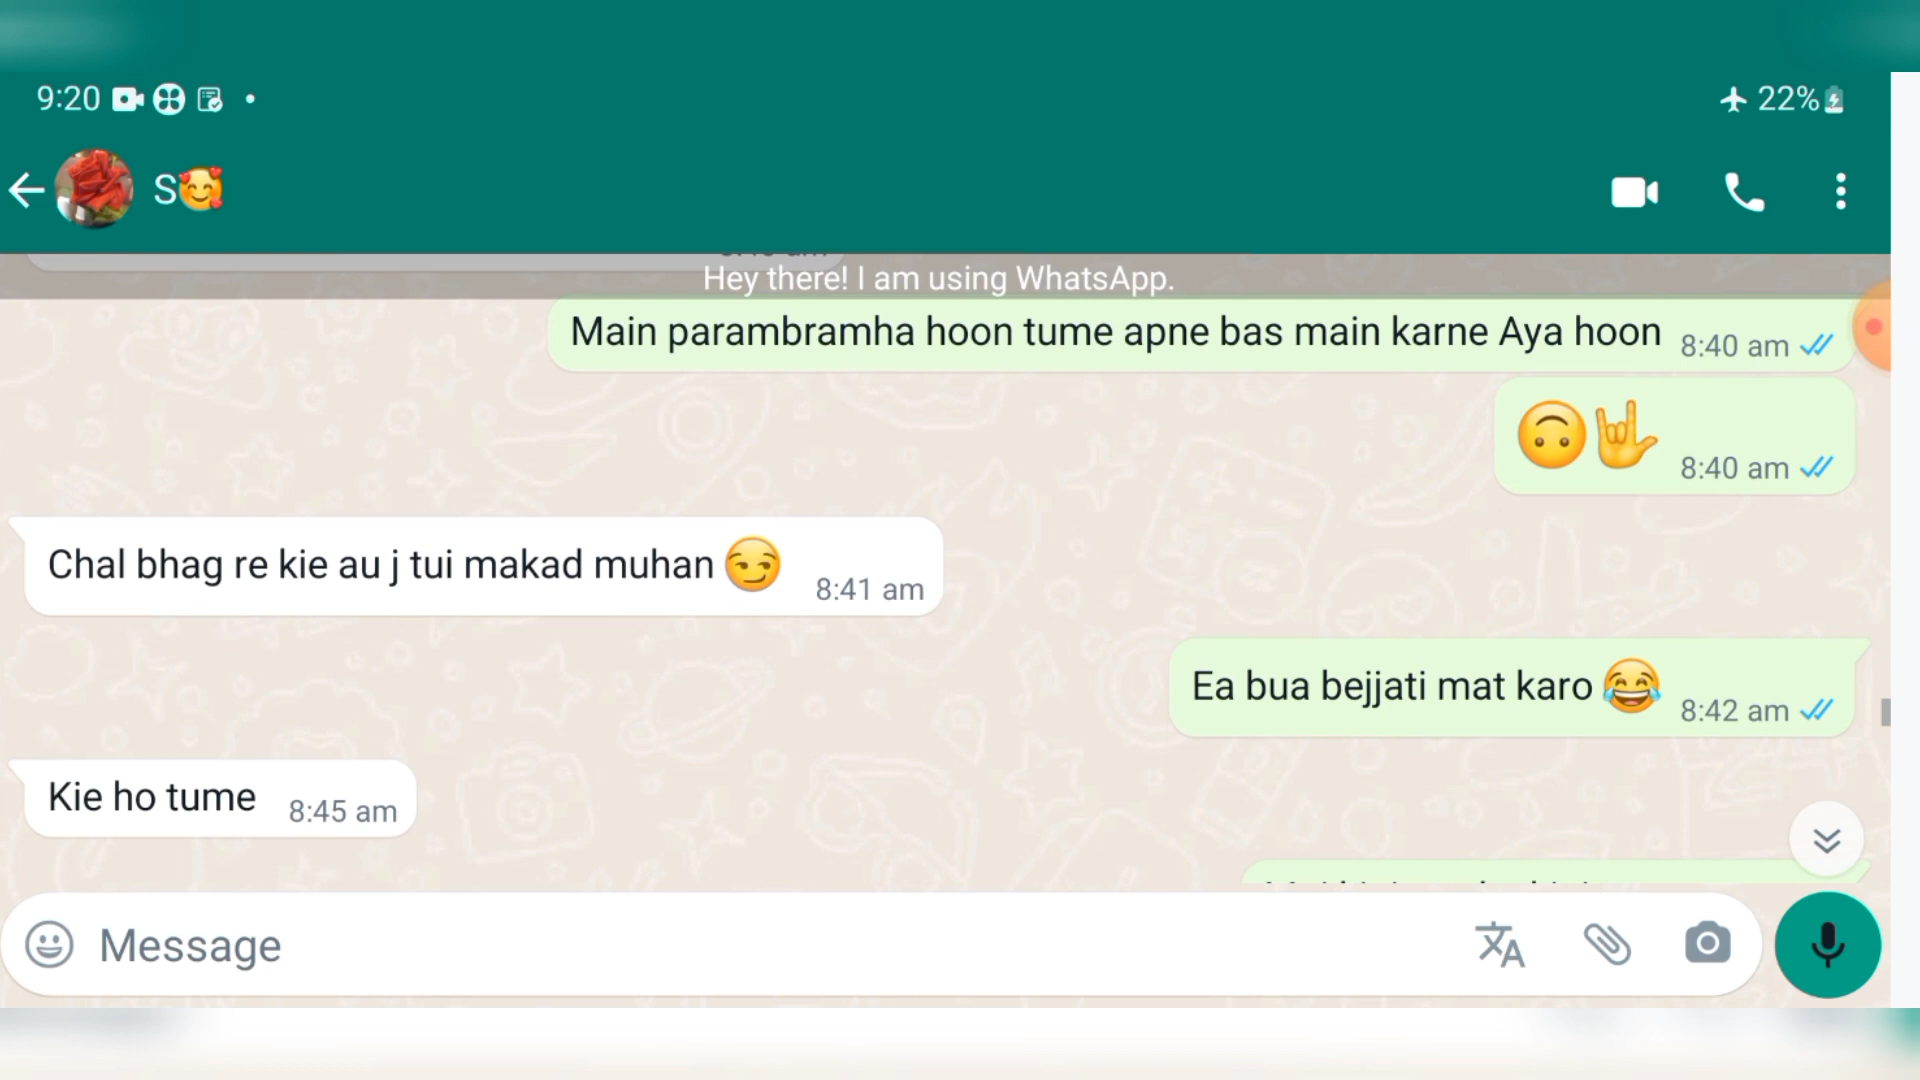 9:20
22%
S🥰
Hey there! I am using WhatsApp.
Main parambramha hoon tume apne bas main karne Aya hoon 8:40 am
🙃🤟 8:40 am
Chal bhag re kie au j tui makad muhan 😏 8:41 am
Ea bua bejjati mat karo 😂 8:42 am
Kie ho tume 8:45 am
Message